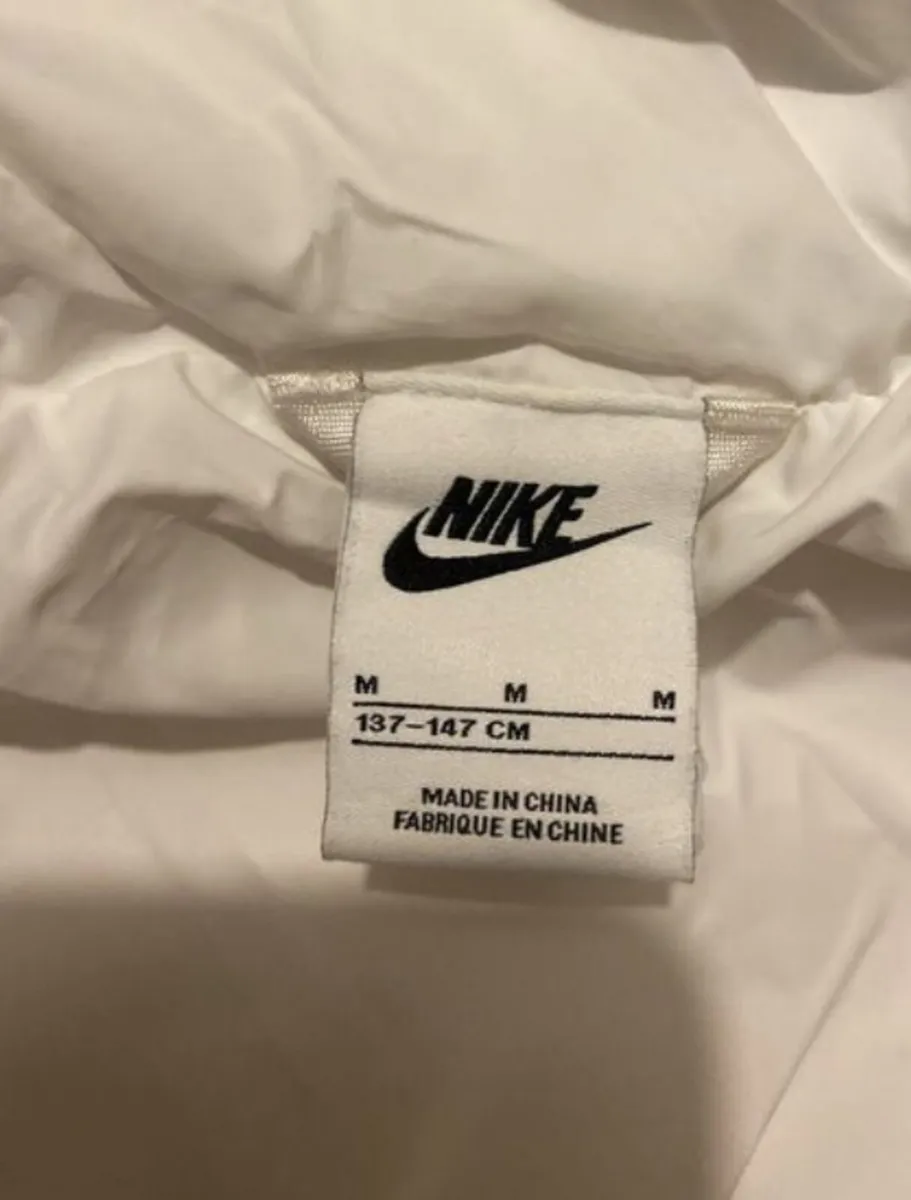 NIKE
M M M
137-147 CM
MADE IN CHINA
FABRIQUE EN CHINE